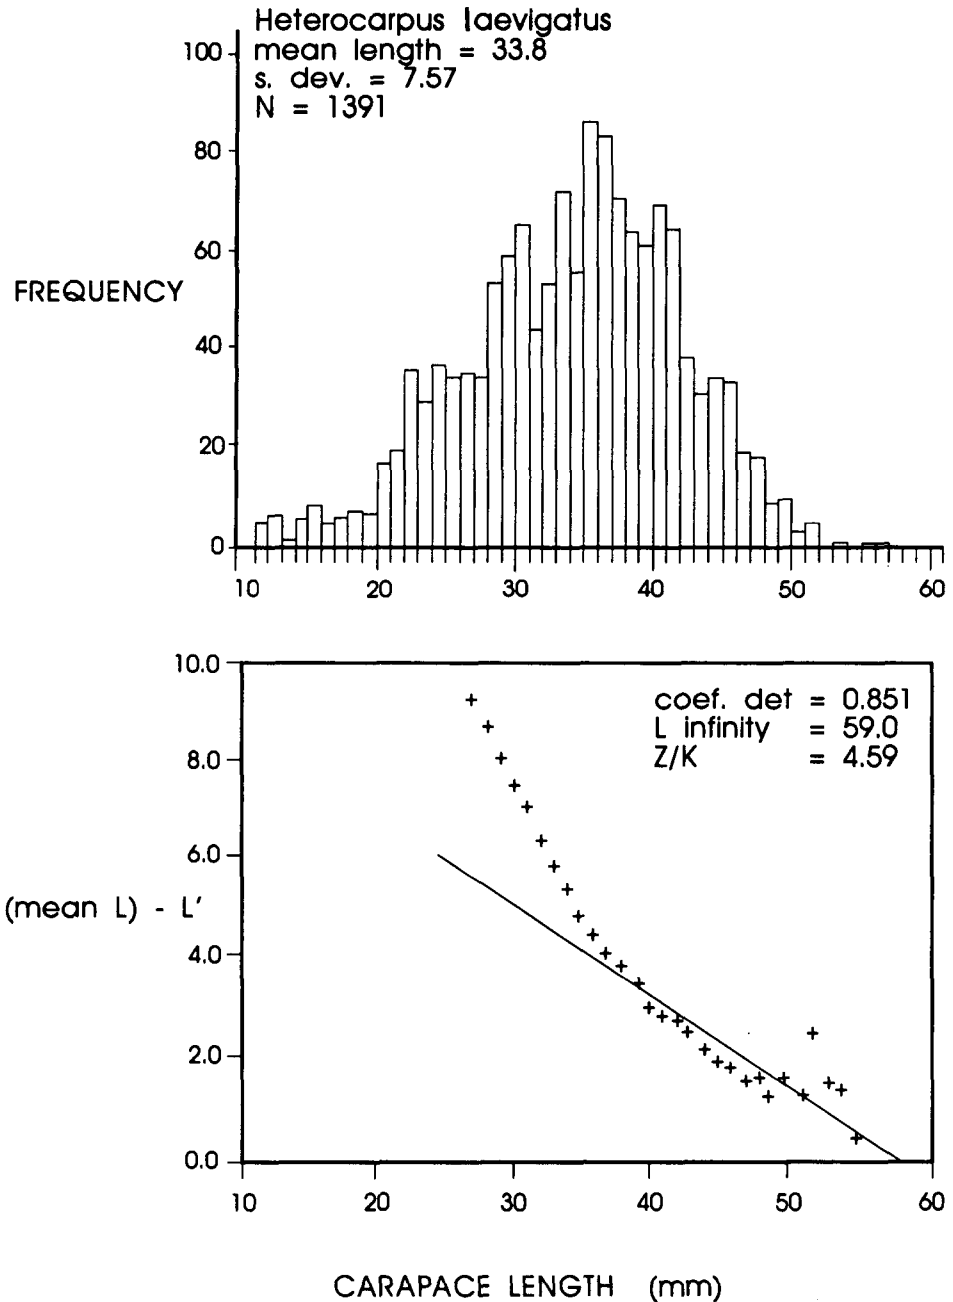 Heterocarpus laevigatus
mean length = 33.8
s. dev. = 7.57
N = 1391
100
80
60
FREQUENCY
40
20
0
10 20 30 40 50 60
10.0
coef. det = 0.851
L infinity = 59.0
Z/K = 4.59
8.0
6.0
(mean L) - L'
4.0
2.0
0.0
10 20 30 40 50 60
CARAPACE LENGTH (mm)